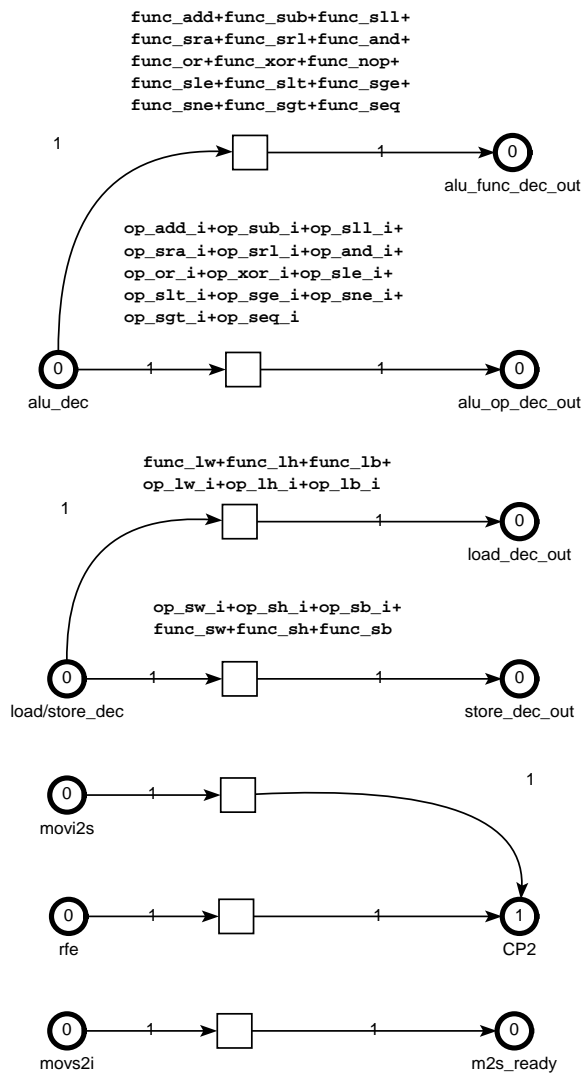 func_add+func_sub+func_sll+
func_sra+func_srl+func_and+
func_or+func_xor+func_nop+
func_sle+func_slt+func_sge+
func_sne+func_sgt+func_seq
1
1
0
alu_func_dec_out
op_add_i+op_sub_i+op_sll_i+
op_sra_i+op_srl_i+op_and_i+
op_or_i+op_xor_i+op_sle_i+
op_slt_i+op_sge_i+op_sne_i+
op_sgt_i+op_seq_i
0
1
1
0
alu_dec
alu_op_dec_out
func_lw+func_lh+func_lb+
op_lw_i+op_lh_i+op_lb_i
1
1
0
load_dec_out
op_sw_i+op_sh_i+op_sb_i+
func_sw+func_sh+func_sb
0
1
1
0
load/store_dec
store_dec_out
1
0
1
movi2s
0
1
1
1
rfe
CP2
0
1
1
0
movs2i
m2s_ready